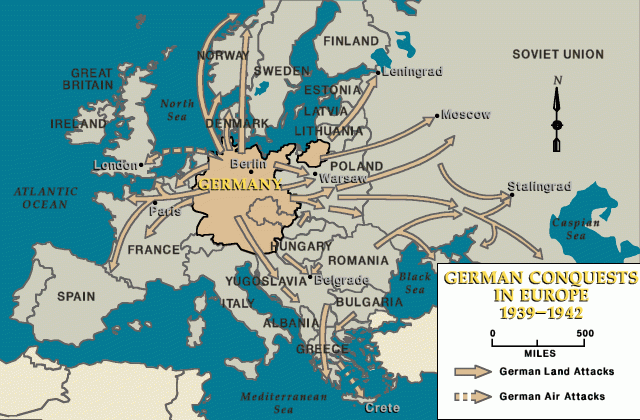 NORWAY
FINLAND
SOVIET UNION
SWEDEN
Leningrad
GREAT
BRITAIN
ESTONIA
N
North
Sea
LATVIA
Moscow
IRELAND
DENMARK
LITHUANIA
London
Berlin
POLAND
Warsaw
GERMANY
Stalingrad
ATLANTIC
OCEAN
Paris
Caspian
Sea
FRANCE
HUNGARY
ROMANIA
YUGOSLAVIA
Belgrade
Black
Sea
SPAIN
ITALY
BULGARIA
ALBANIA
GREECE
Mediterranean
Sea
Crete
GERMAN CONQUESTS
IN EUROPE
1939–1942
0 500
MILES
German Land Attacks
German Air Attacks